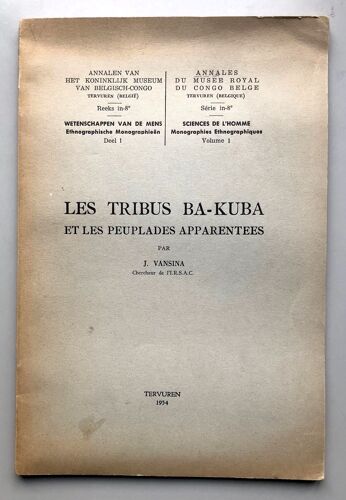 ANNALEN VAN
HET KONINKLIJK MUSEUM
VAN BELGISCH-CONGO
TERVUREN (BELGIË)
Reeks in-8°
WETENSCHAPPEN VAN DE MENS
Ethnographische Monographieën
Deel 1
ANNALES
DU MUSEE ROYAL
DU CONGO BELGE
TERVUREN (BELGIQUE)
Série in-8°
SCIENCES DE L'HOMME
Monographies Ethnographiques
Volume 1
LES TRIBUS BA-KUBA
ET LES PEUPLADES APPARENTEES
PAR
J. VANSINA
Chercheur de l'I.R.S.A.C.
TERVUREN
1954